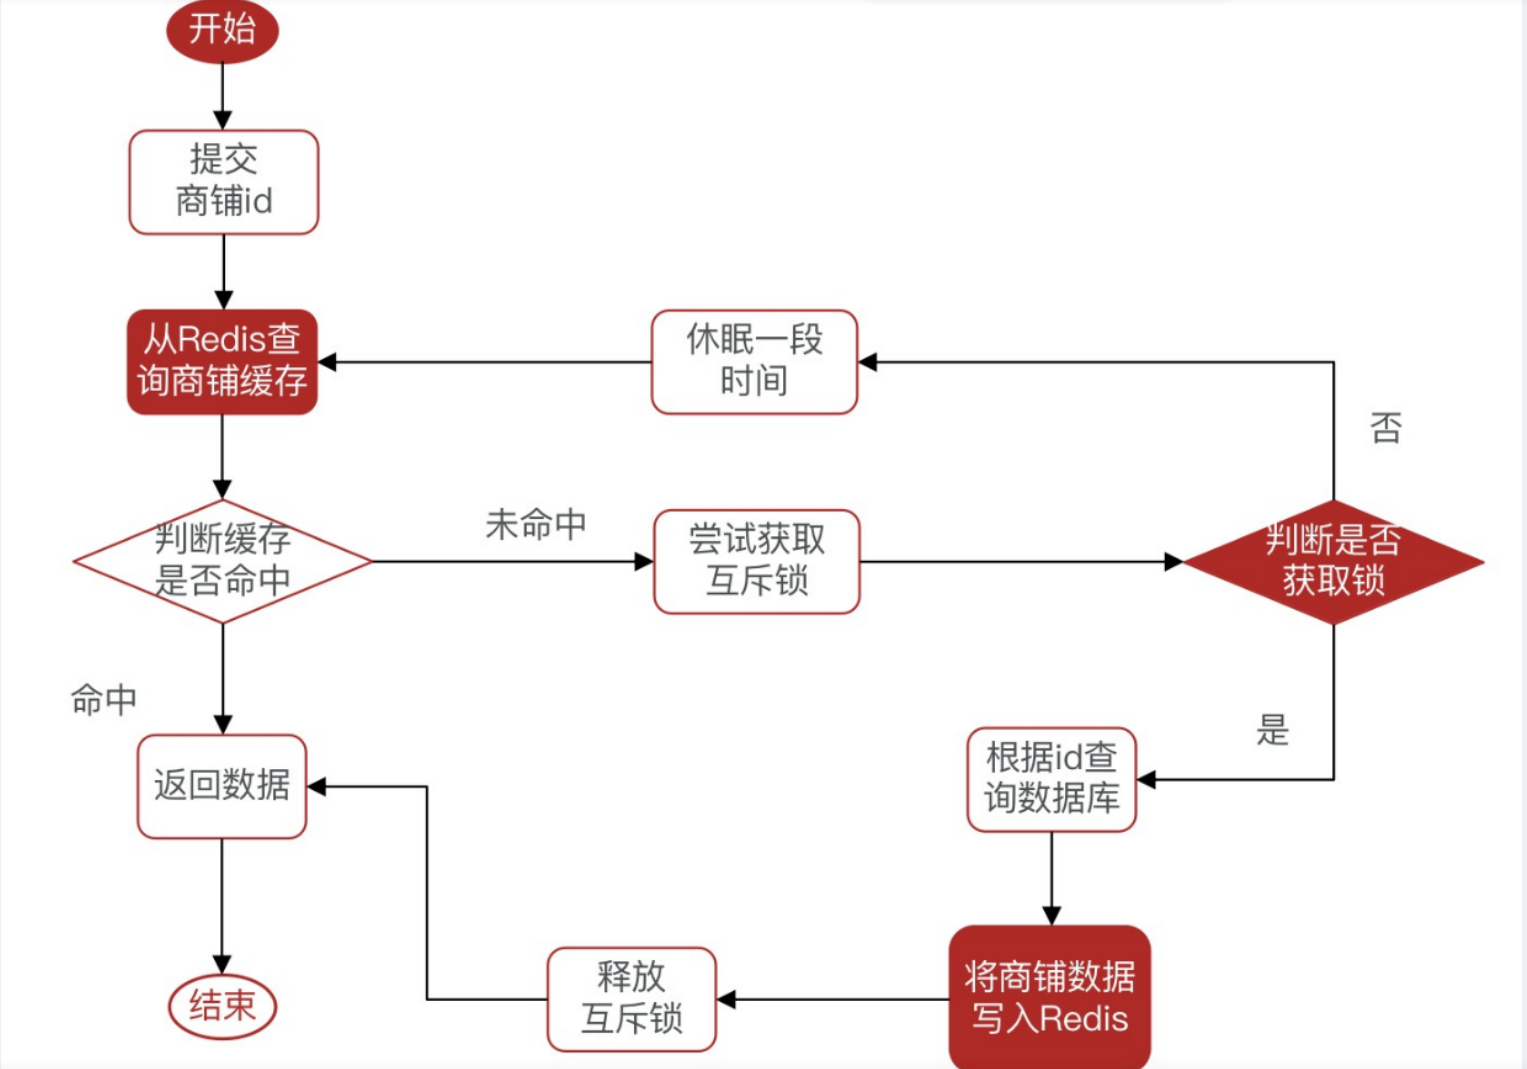 开始
提交
商铺id
从Redis查
询商铺缓存
休眠一段
时间
否
判断缓存
是否命中
未命中
尝试获取
互斥锁
判断是否
获取锁
命中
是
返回数据
根据id查
询数据库
将商铺数据
写入Redis
释放
互斥锁
结束